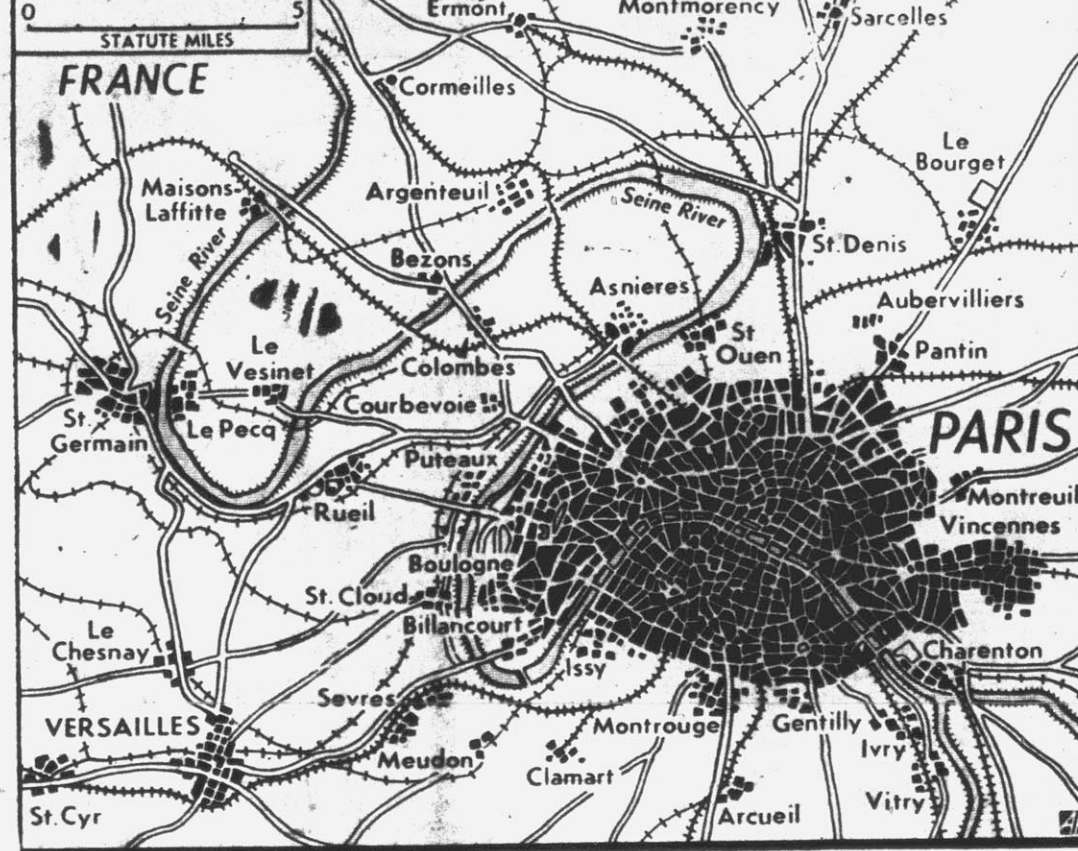 0 5
STATUTE MILES
Ermont
Montmorency
Sarcelles
FRANCE
Cormeilles
Le
Bourget
Maisons-
Laffitte
Argenteuil
Seine River
Seine River
St. Denis
Bezons
Asnieres
Aubervilliers
Le
Vesinet
St
Ouen
Pantin
Colombes
Courbevoie
St.
Germain
Le Pecq
PARIS
Puteaux
Montreuil
Rueil
Vincennes
Boulogne
St. Cloud
Billancourt
Le
Chesnay
Issy
Charenton
Sevres
VERSAILLES
Montrouge
Gentilly
Ivry
Meudon
Clamart
Vitry
St. Cyr
Arcueil